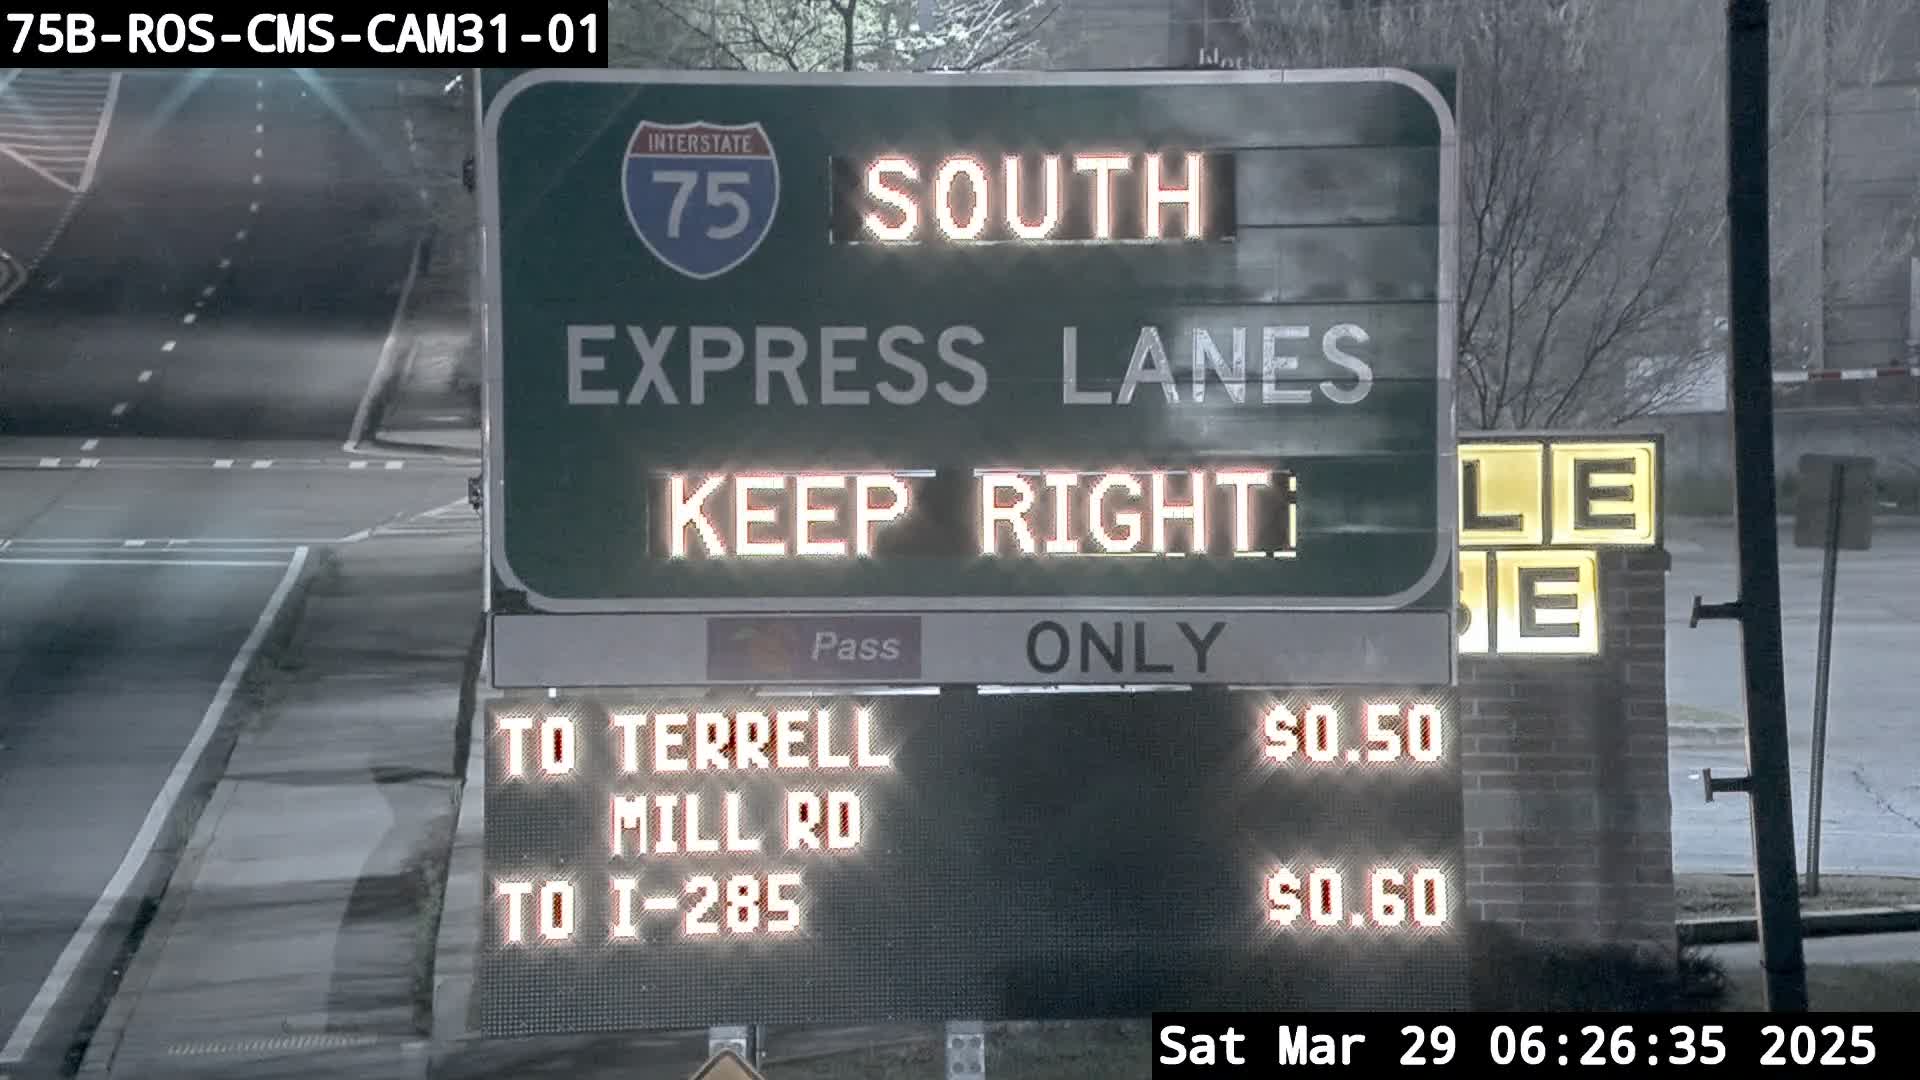 75B-ROS-CMS-CAM31-01
INTERSTATE
75
SOUTH
EXPRESS LANES
KEEP RIGHT
Pass ONLY
LE
E
TO TERRELL $0.50
MILL RD
TO I-285 $0.60
Sat Mar 29 06:26:35 2025